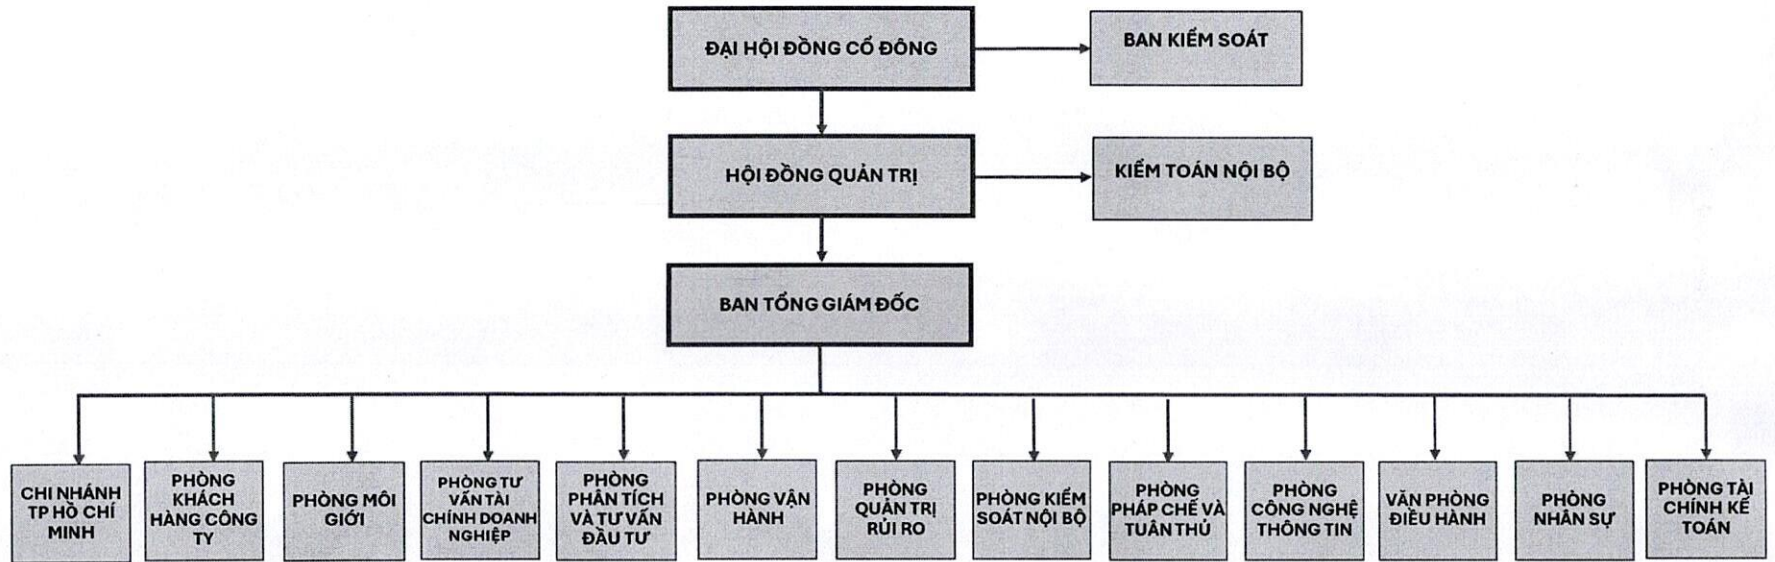 ĐẠI HỘI ĐỒNG CỔ ĐÔNG
BAN KIỂM SOÁT
HỘI ĐỒNG QUẢN TRỊ
KIỂM TOÁN NỘI BỘ
BAN TỔNG GIÁM ĐỐC
CHI NHÁNH
TP HỒ CHÍ
MINH
PHÒNG
KHÁCH
HÀNG CÔNG
TY
PHÒNG MÔI
GIỚI
PHÒNG TƯ
VẤN TÀI
CHÍNH DOANH
NGHIỆP
PHÒNG
PHÂN TÍCH
VÀ TƯ VẤN
ĐẦU TƯ
PHÒNG VẬN
HÀNH
PHÒNG
QUẢN TRỊ
RỦI RO
PHÒNG KIỂM
SOÁT NỘI BỘ
PHÒNG
PHÁP CHẾ VÀ
TUÂN THỦ
PHÒNG
CÔNG NGHỆ
THÔNG TIN
VĂN PHÒNG
ĐIỀU HÀNH
PHÒNG
NHÂN SỰ
PHÒNG TÀI
CHÍNH KẾ
TOÁN